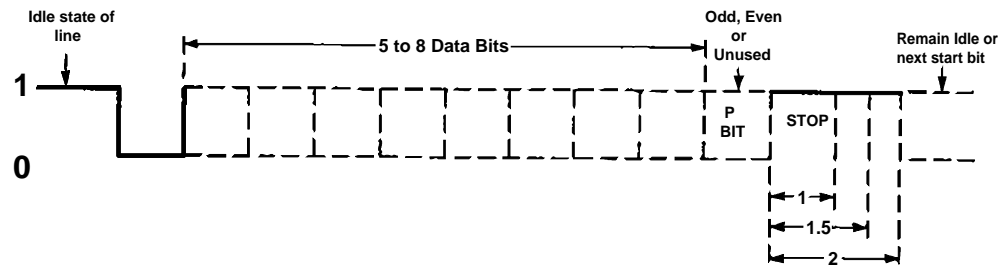 Idle state of
line
5 to 8 Data Bits
Odd, Even
or
Unused
Remain Idle or
next start bit
1
0
P
BIT
STOP
1
1.5
2